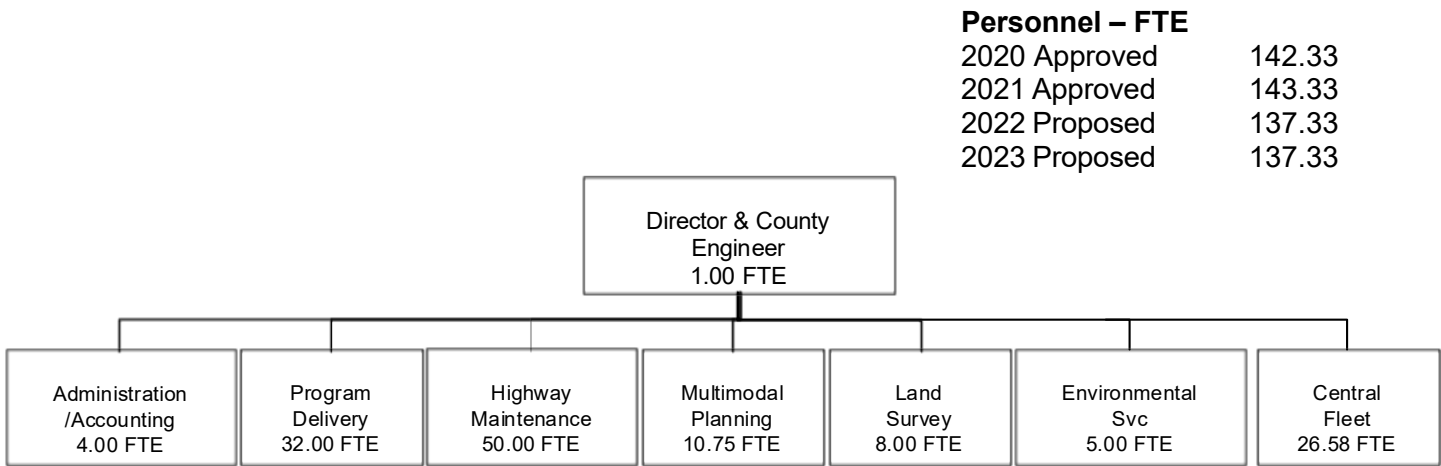 Personnel – FTE
2020 Approved 142.33
2021 Approved 143.33
2022 Proposed 137.33
2023 Proposed 137.33
Director & County
Engineer
1.00 FTE
Administration
/Accounting
4.00 FTE
Program
Delivery
32.00 FTE
Highway
Maintenance
50.00 FTE
Multimodal
Planning
10.75 FTE
Land
Survey
8.00 FTE
Environmental
Svc
5.00 FTE
Central
Fleet
26.58 FTE